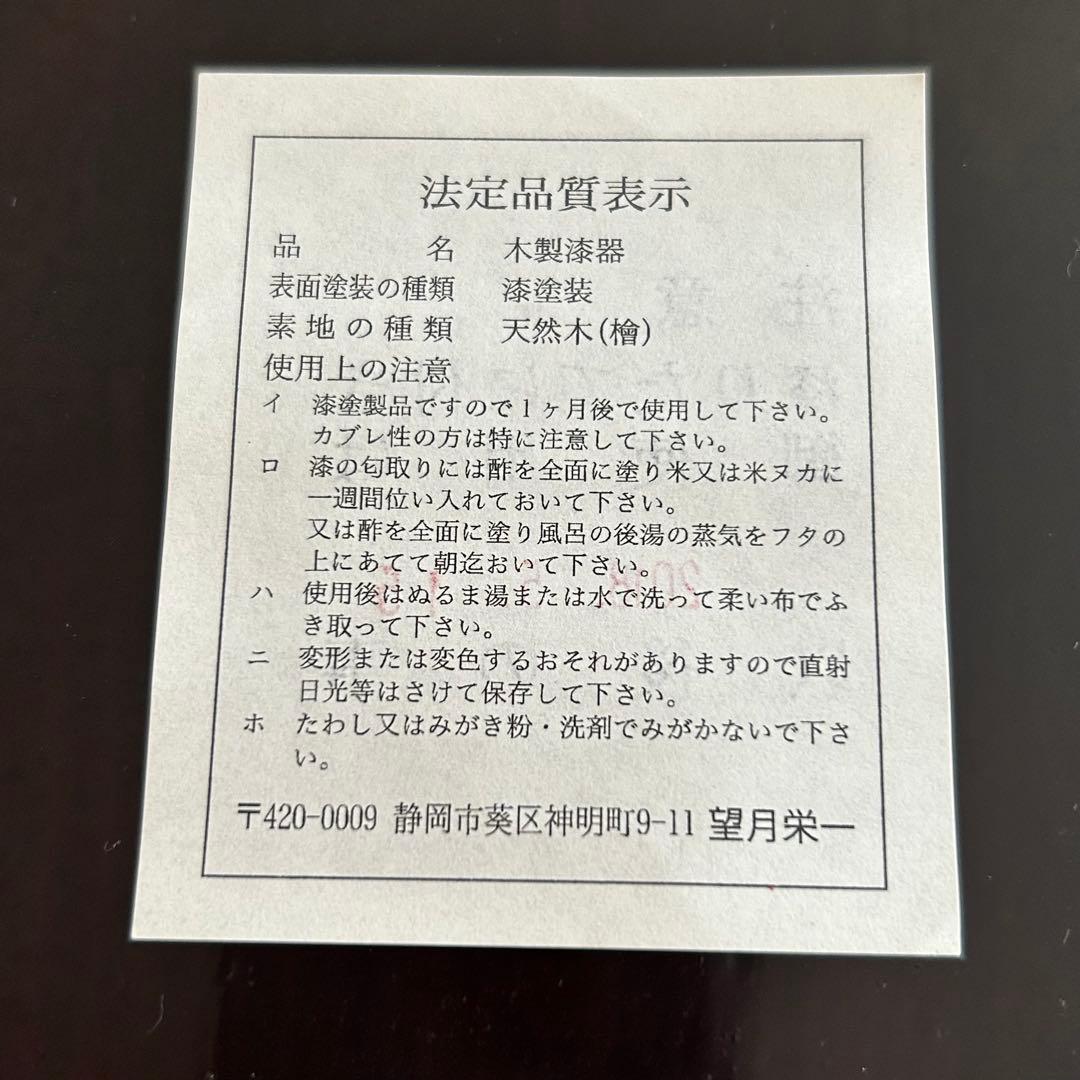 法定品質表示
品名 木製漆器
表面塗装の種類 漆塗装
素地の種類 天然木(檜)
使用上の注意
イ 漆塗製品ですので1ヶ月後で使用して下さい。
カブレ性の方は特に注意して下さい。
ロ 漆の匂取りには酢を全面に塗り米又は米ヌカに
一週間位い入れておいて下さい。
又は酢を全面に塗り風呂の後湯の蒸気をフタの
上にあてて朝迄おいて下さい。
ハ 使用後はぬるま湯または水で洗って柔い布でふ
き取って下さい。
ニ 変形または変色するおそれがありますので直射
日光等はさけて保存して下さい。
ホ たわし又はみがき粉・洗剤でみがかないで下さ
い。
〒420-0009 静岡市葵区神明町9-11 望月栄一